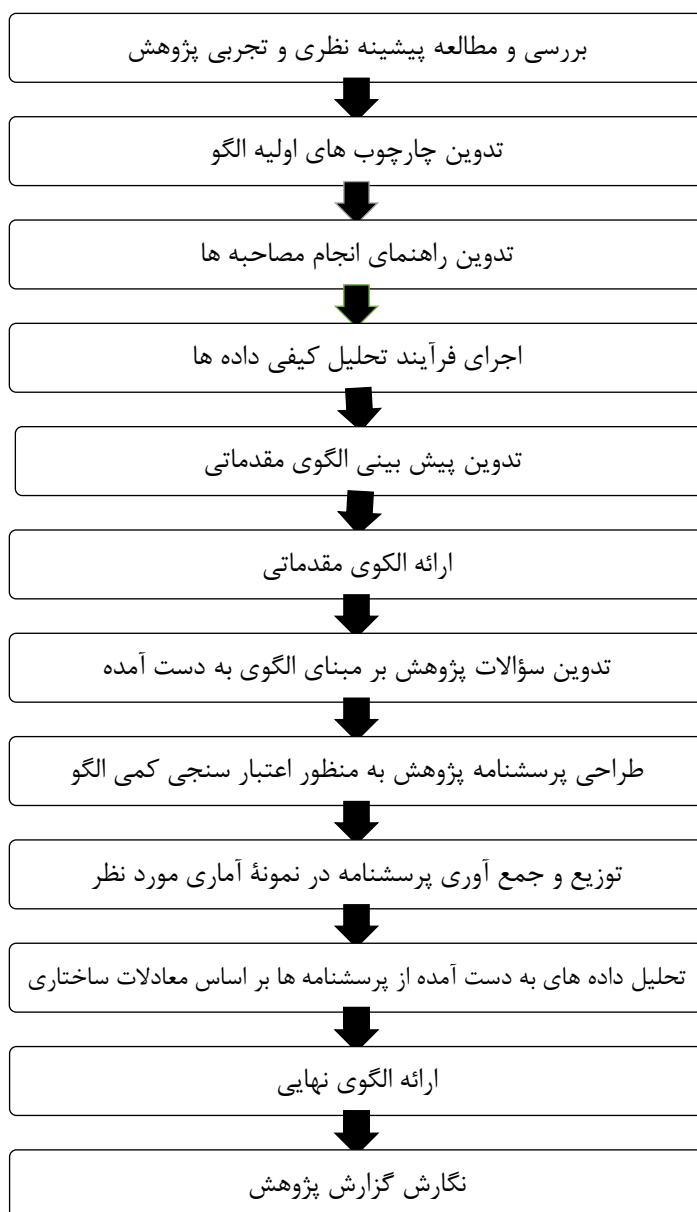 بررسی و مطالعه پیشینه نظری و تجربی پژوهش
تدوین چارچوب های اولیه الگو
تدوین راهنمای انجام مصاحبه ها
اجرای فرآیند تحلیل کیفی داده ها
تدوین پیش بینی الگوی مقدماتی
ارائه الکوی مقدماتی
تدوین سؤالات پژوهش بر مبنای الگوی به دست آمده
طراحی پرسشنامه پژوهش به منظور اعتبار سنجی کمی الگو
توزیع و جمع آوری پرسشنامه در نمونۀ آماری مورد نظر
تحلیل داده های به دست آمده از پرسشنامه ها بر اساس معادلات ساختاری
ارائه الگوی نهایی
نگارش گزارش پژوهش